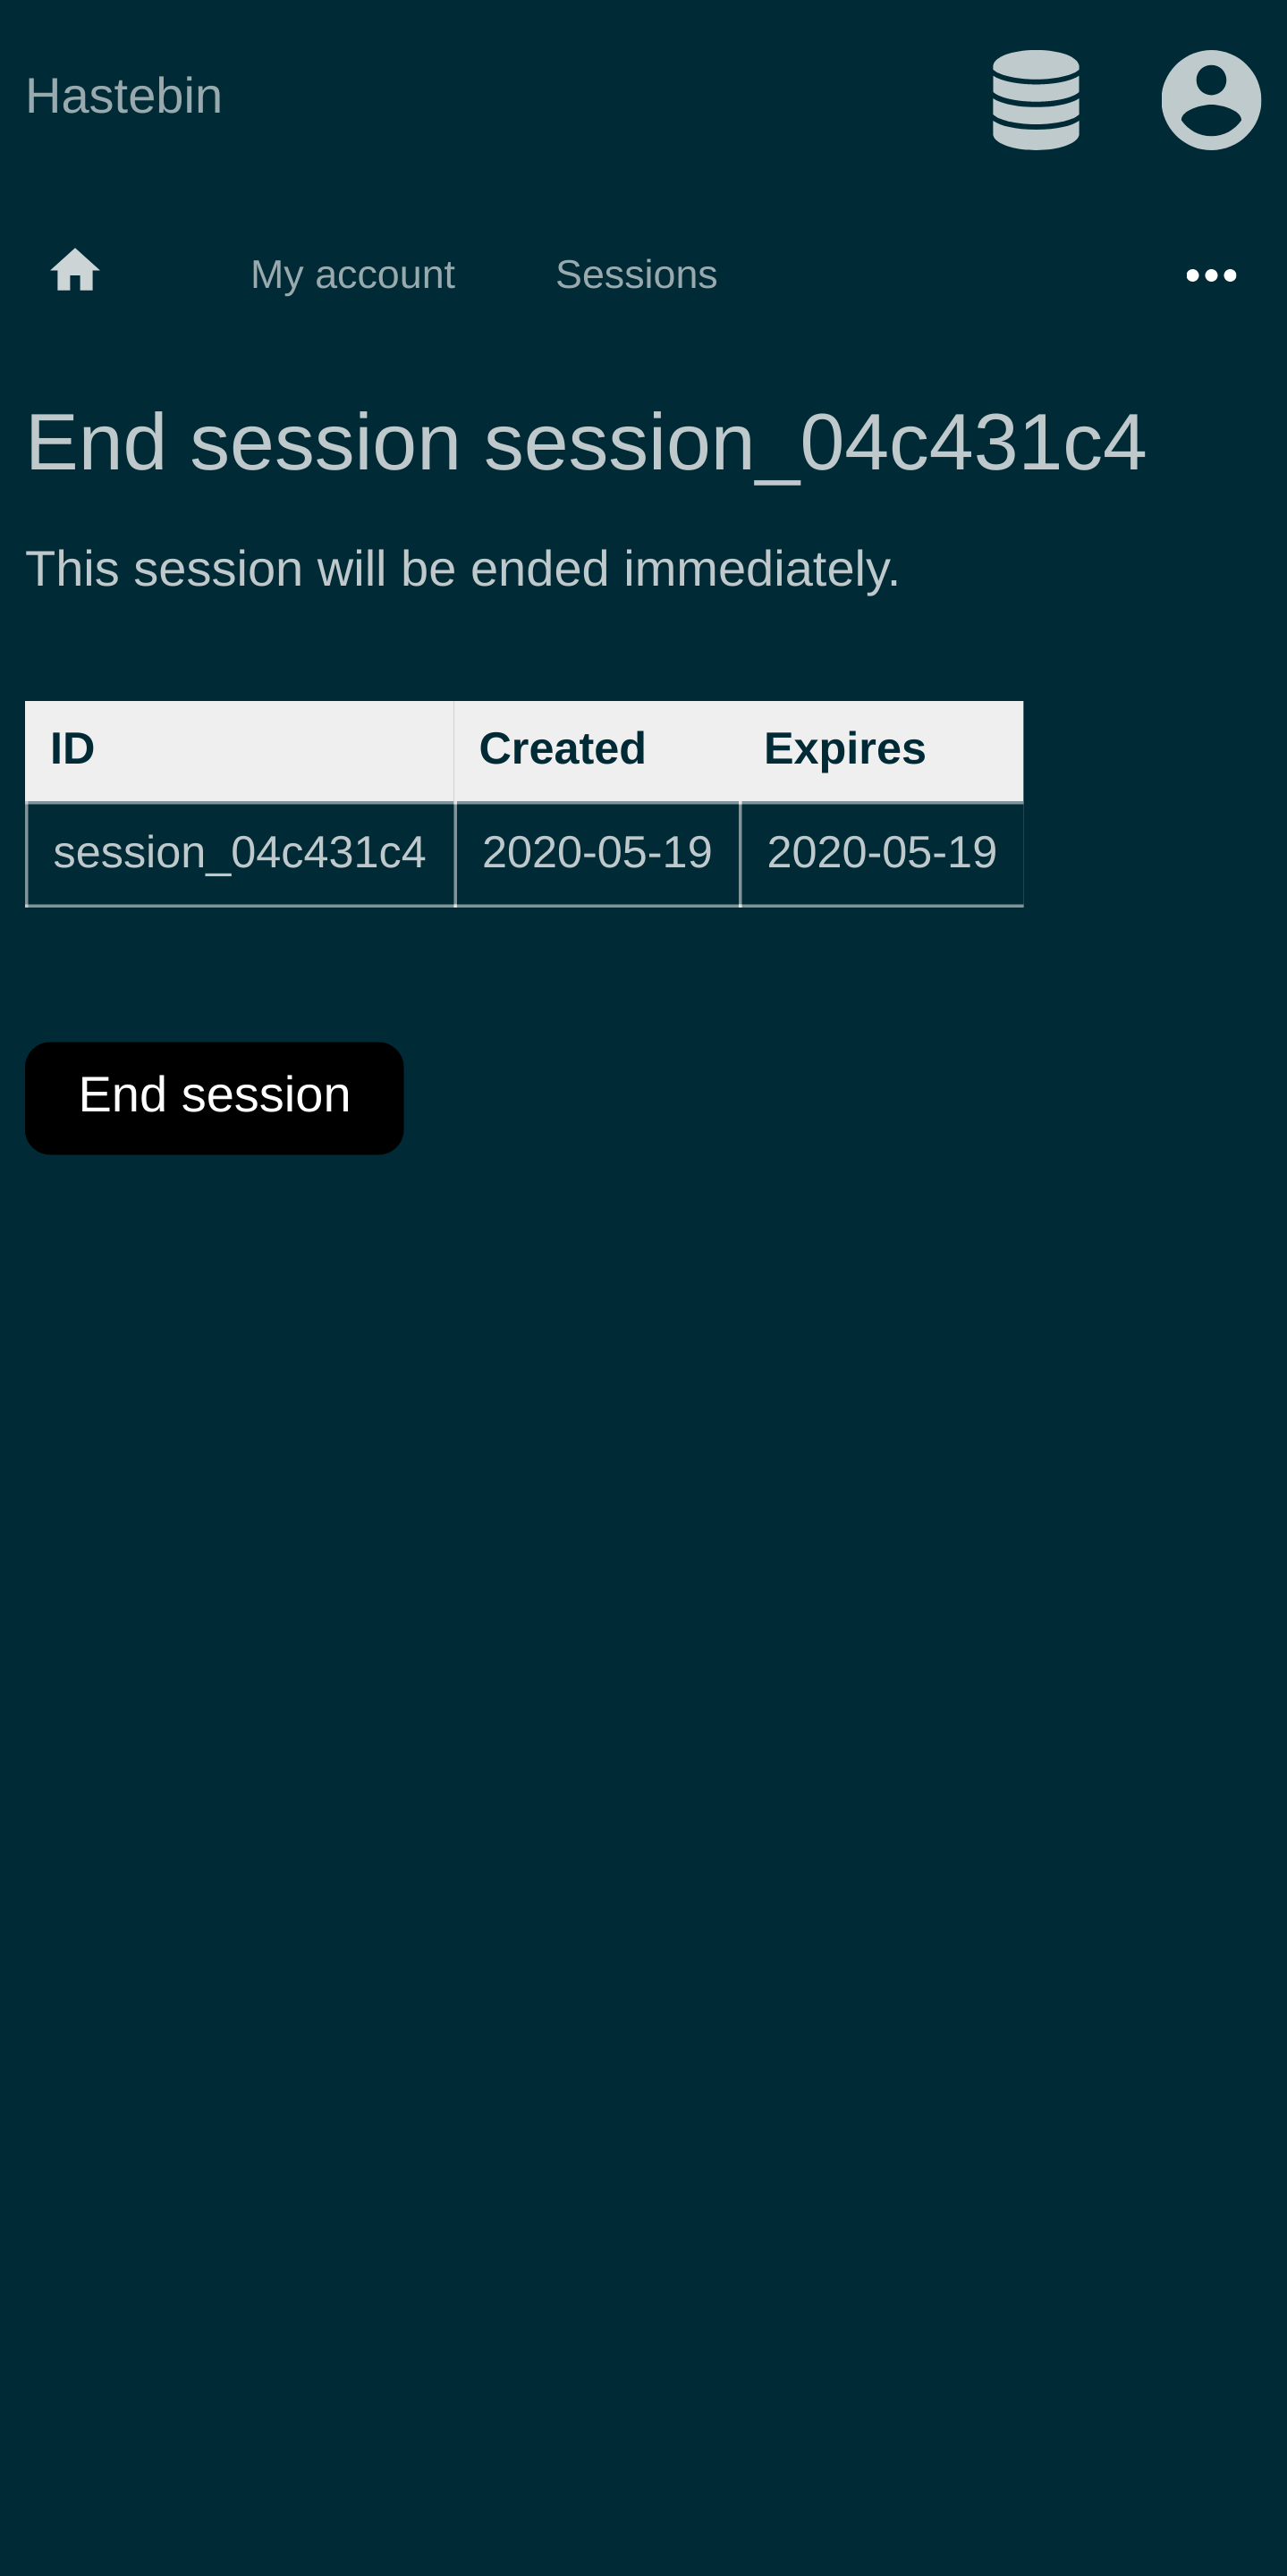 Hastebin
My account Sessions
End session session_04c431c4
This session will be ended immediately.
ID Created Expires
session_04c431c4 2020-05-19 2020-05-19
End session